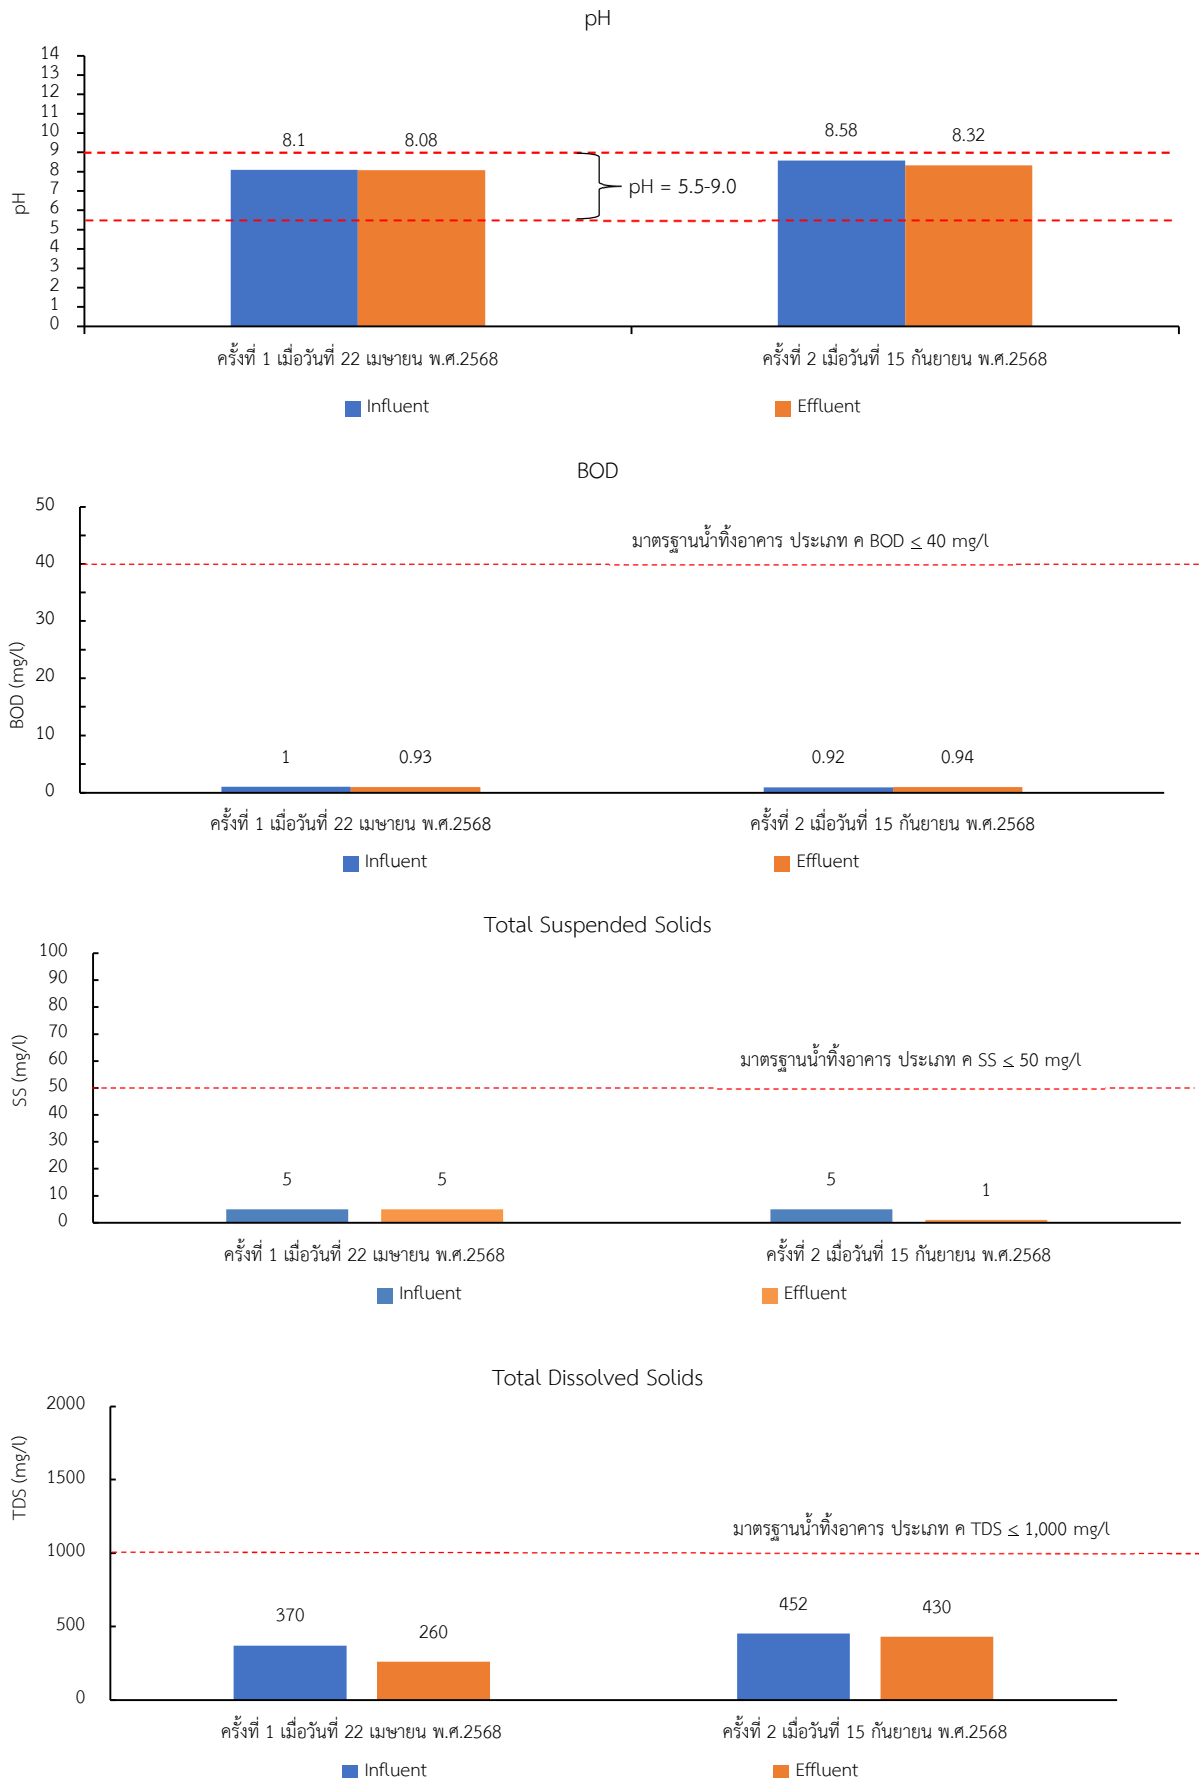 pH
14
13
12
11
10
9
8
7
6
5
4
3
2
1
0
pH
8.1
8.08
8.58
8.32
pH = 5.5-9.0
ครั้งที่ 1 เมื่อวันที่ 22 เมษายน พ.ศ.2568
ครั้งที่ 2 เมื่อวันที่ 15 กันยายน พ.ศ.2568
Influent
Effluent
BOD
50
40
30
20
10
0
BOD (mg/l)
มาตรฐานน้ำทิ้งอาคาร ประเภท ค BOD ≤ 40 mg/l
1
0.93
0.92
0.94
ครั้งที่ 1 เมื่อวันที่ 22 เมษายน พ.ศ.2568
ครั้งที่ 2 เมื่อวันที่ 15 กันยายน พ.ศ.2568
Influent
Effluent
Total Suspended Solids
100
90
80
70
60
50
40
30
20
10
0
SS (mg/l)
มาตรฐานน้ำทิ้งอาคาร ประเภท ค SS ≤ 50 mg/l
5
5
5
1
ครั้งที่ 1 เมื่อวันที่ 22 เมษายน พ.ศ.2568
ครั้งที่ 2 เมื่อวันที่ 15 กันยายน พ.ศ.2568
Influent
Effluent
Total Dissolved Solids
2000
1500
1000
500
0
TDS (mg/l)
มาตรฐานน้ำทิ้งอาคาร ประเภท ค TDS ≤ 1,000 mg/l
370
260
452
430
ครั้งที่ 1 เมื่อวันที่ 22 เมษายน พ.ศ.2568
ครั้งที่ 2 เมื่อวันที่ 15 กันยายน พ.ศ.2568
Influent
Effluent